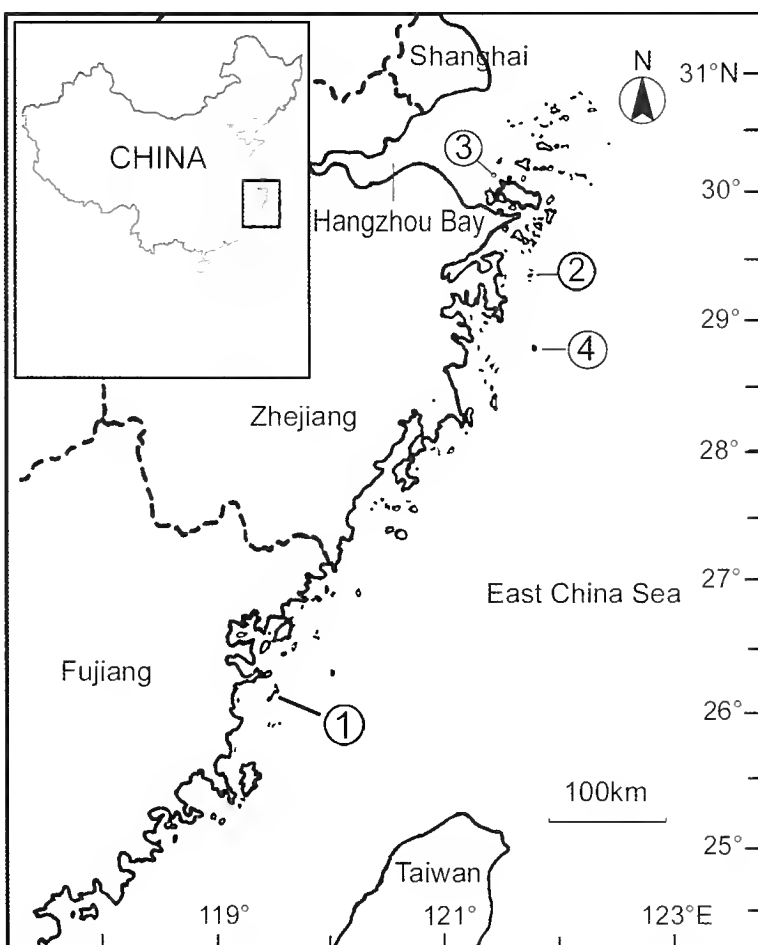 Shanghai
N
31°N
CHINA
③
30°
Hangzhou Bay
②
29°
④
Zhejiang
28°
27°
East China Sea
Fujiang
①
26°
100km
25°
Taiwan
119°
121°
123°E